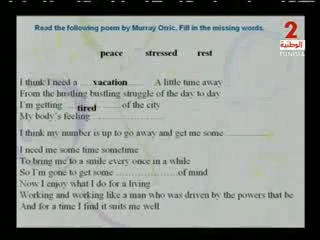 Read the following poem by Murray Orric. Fill in the missing words.
2
الوطنية
peace stressed rest
I think I need a ..vacation........ A little time away
From the hustling bustling struggle of the day to day
I'm getting ....tired..............of the city
My body's feeling ........................
I think my number is up to go away and get me some ................
I need me some time sometime
To bring me to a smile every once in a while
So I'm gone to get some ......................of mind
Now I enjoy what I do for a living
Working and working like a man who was driven by the powers that be
And for a time I find it suits me well